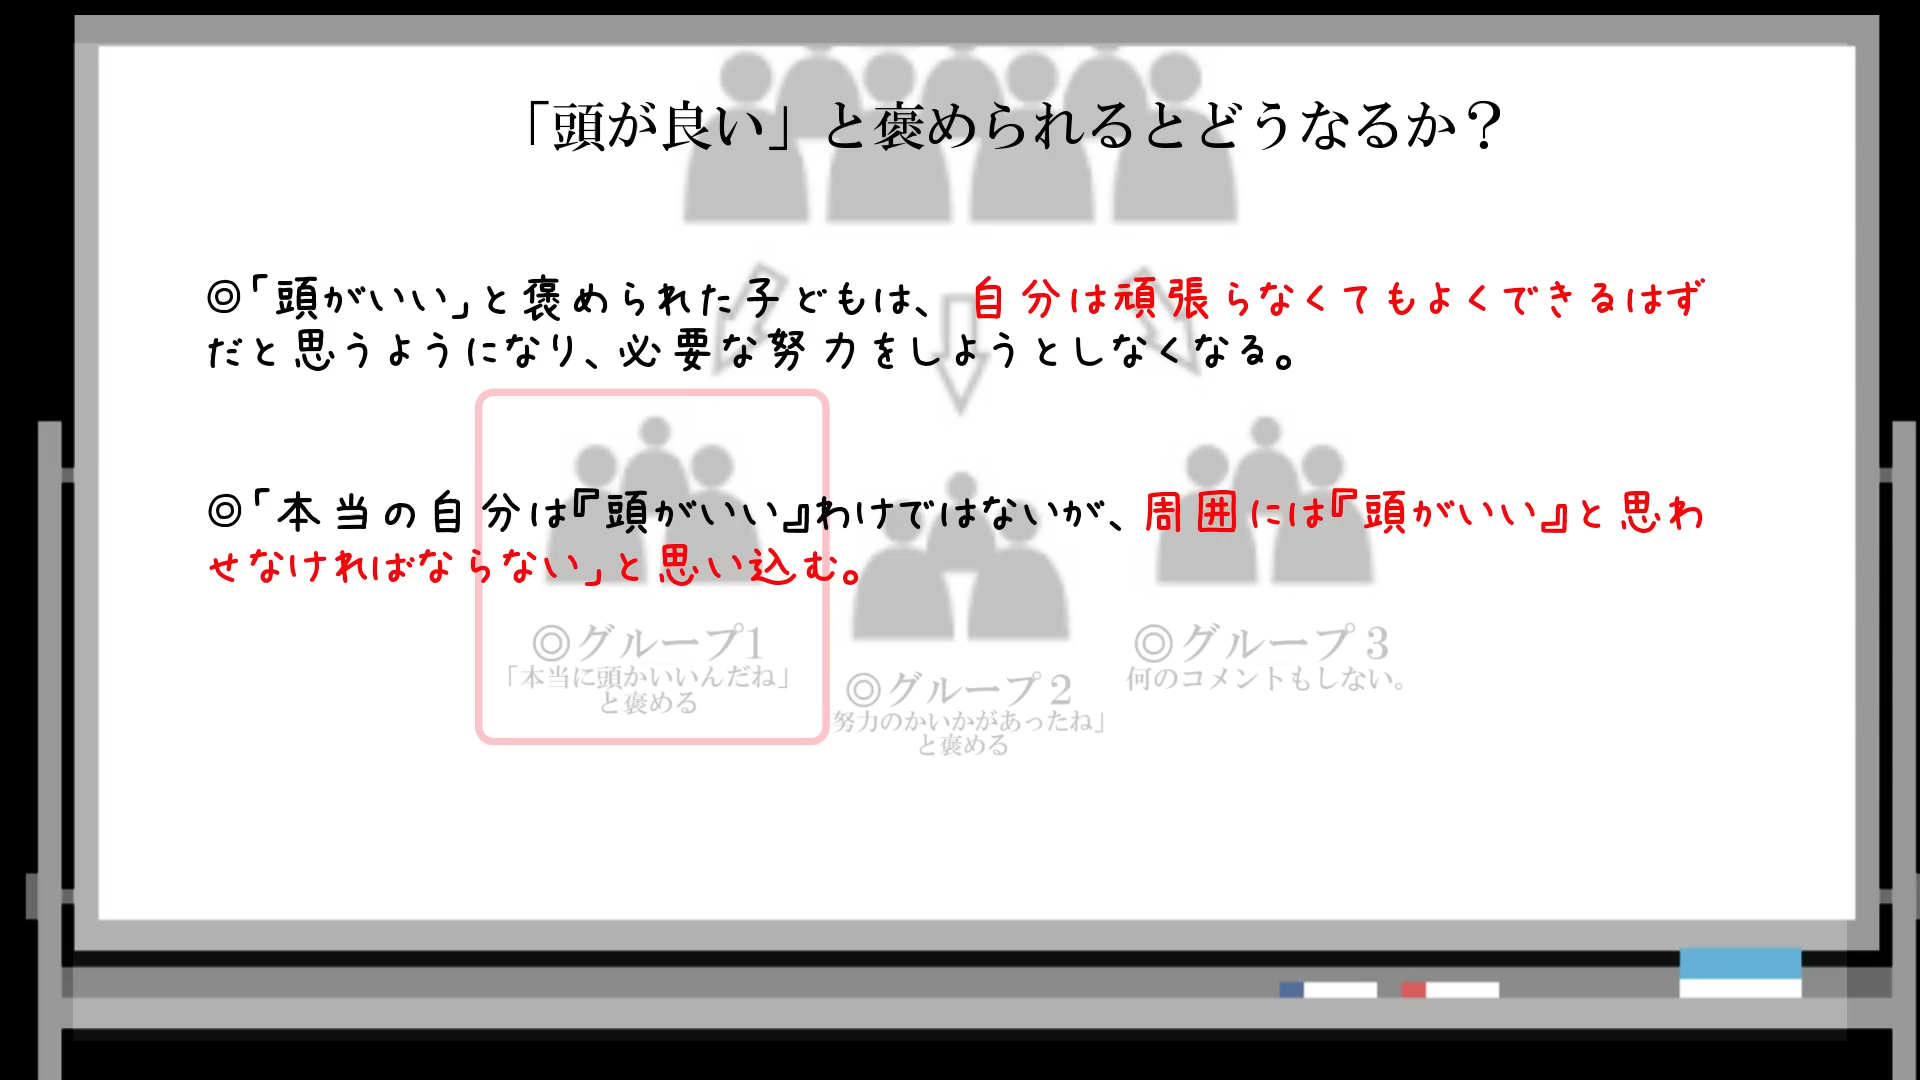 「頭が良い」と褒められるとどうなるか？
◎「頭がいい」と褒められた子どもは、自分は頑張らなくてもよくできるはず
だと思うようになり、必要な努力をしようとしなくなる。
◎「本当の自分は『頭がいい』わけではないが、周囲には『頭がいい』と思わ
せなければならない」と思い込む。
◎グループ1
「本当に頭かいいんだね」
と褒める
◎グループ２
努力のかいかがあったね」
と褒める
◎グループ３
何のコメントもしない。